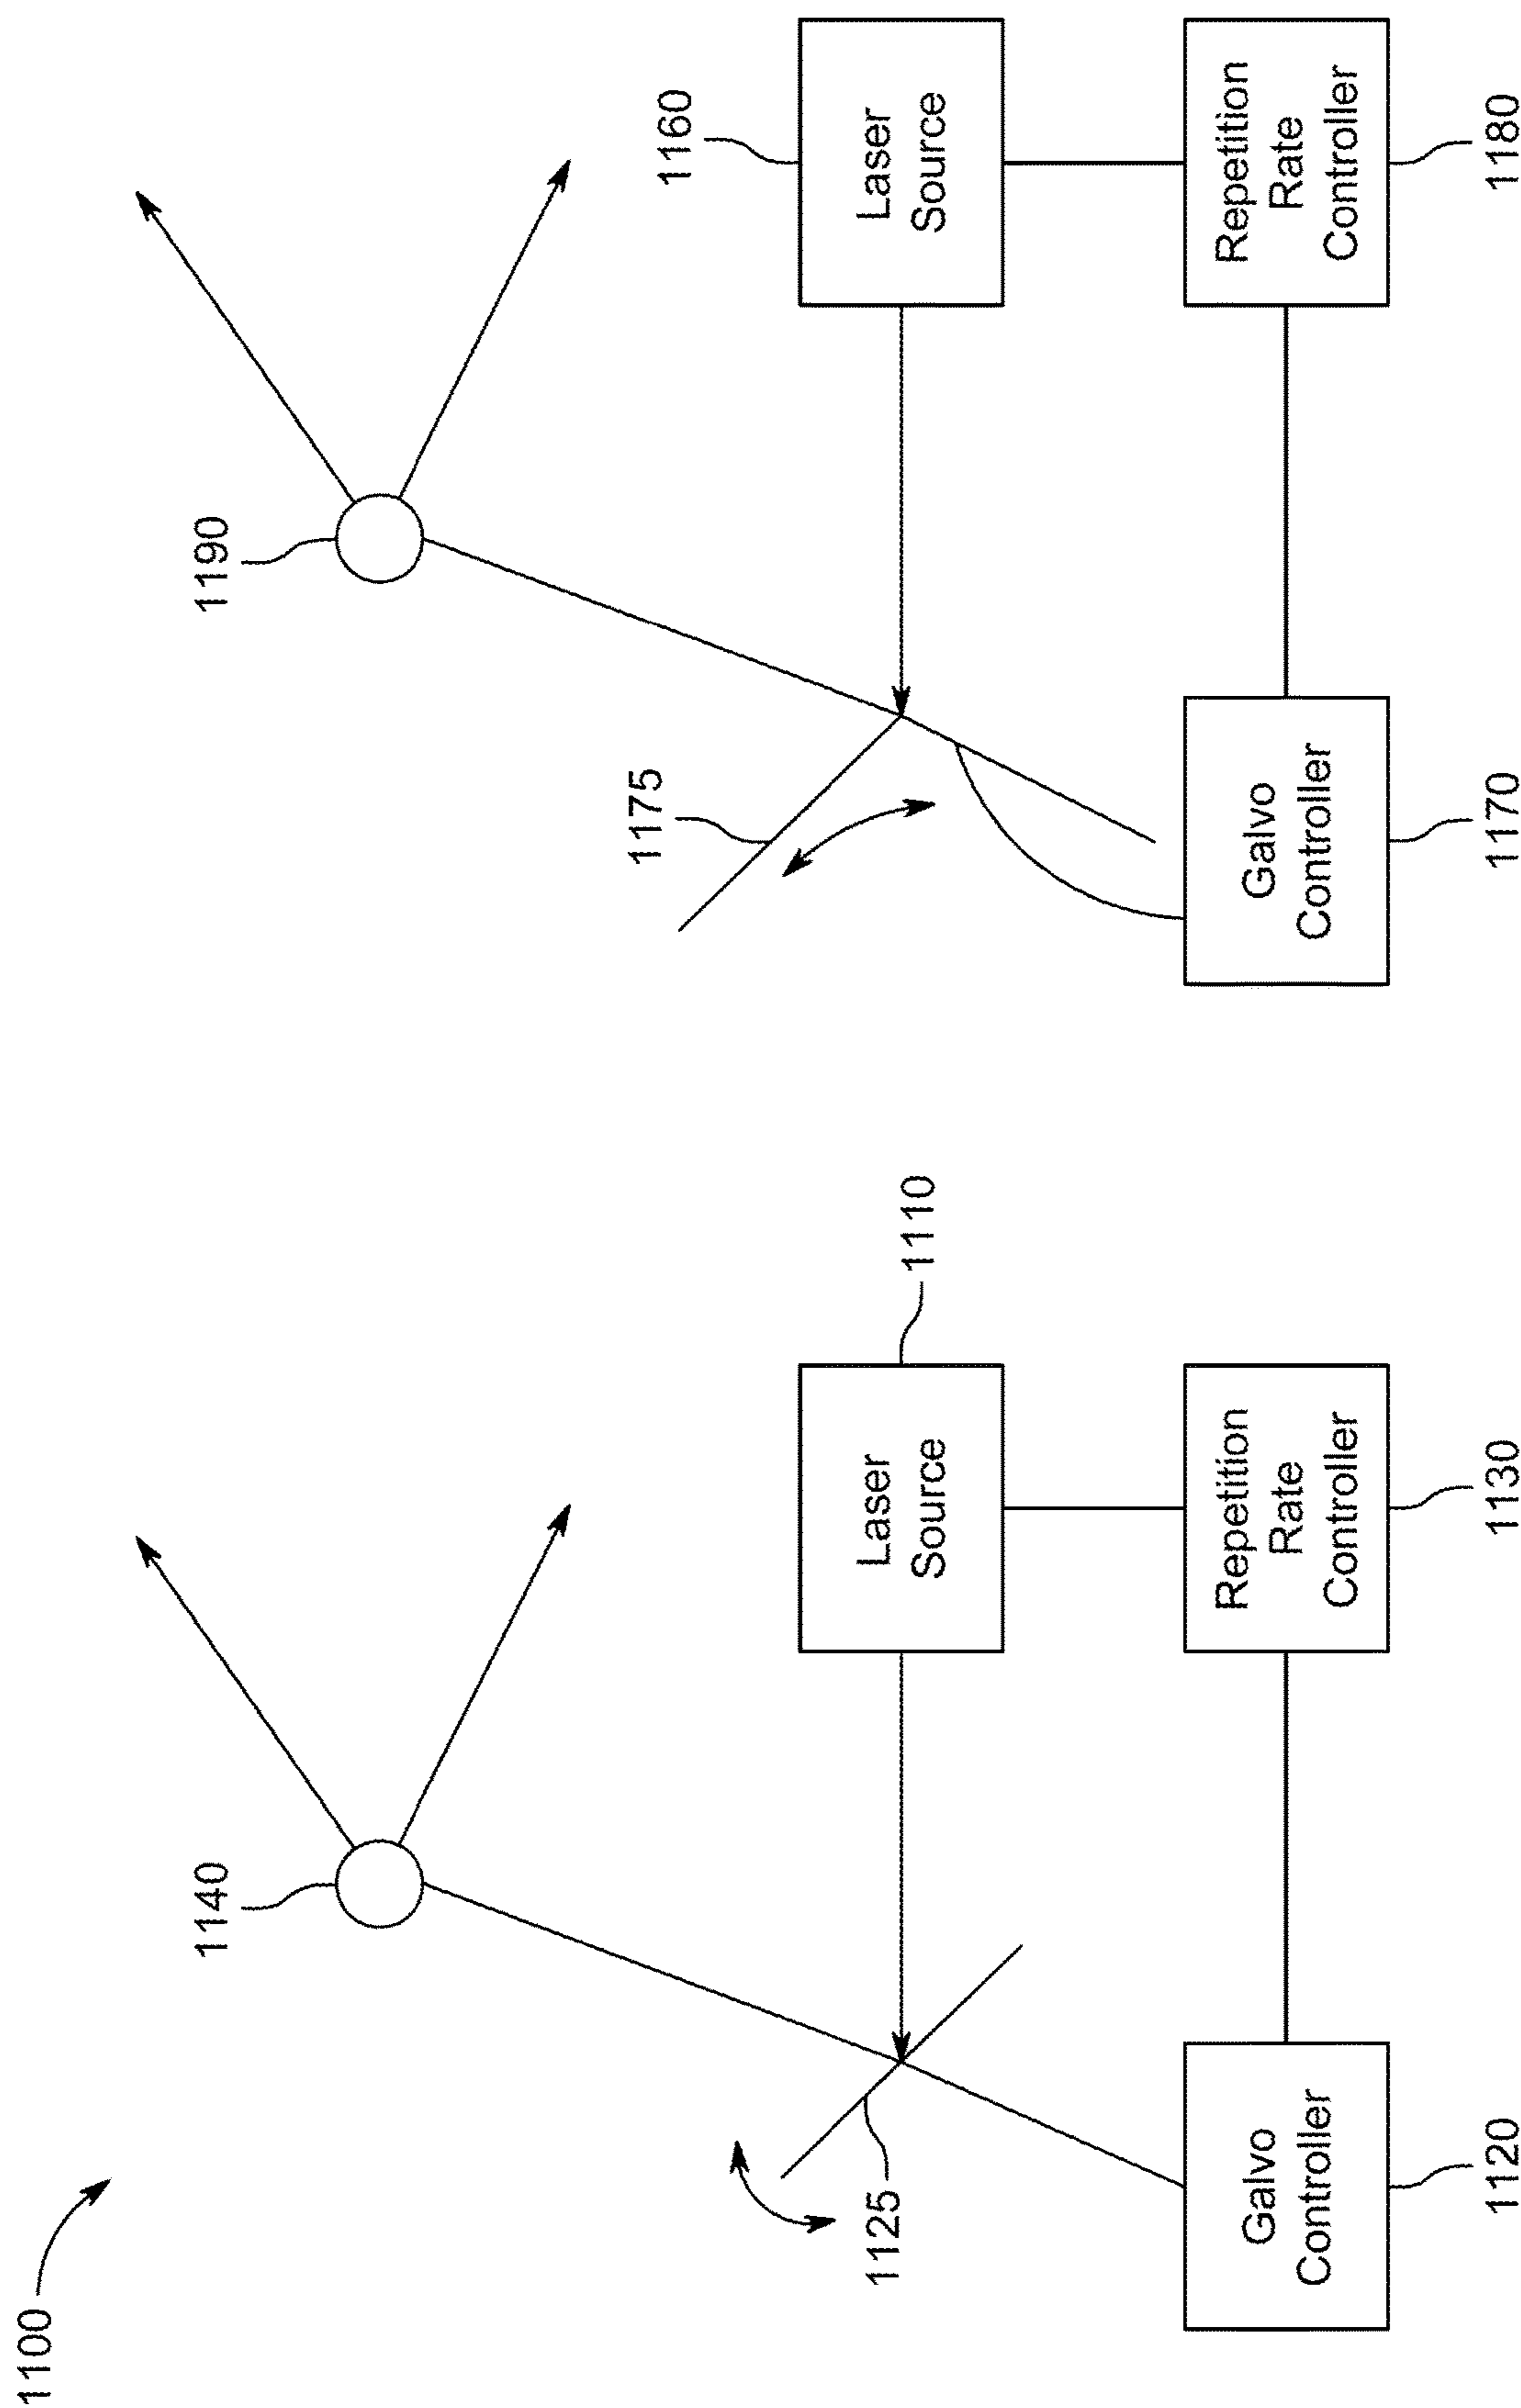 1100
1140
1125
1110
Laser
Source
Galvo
Controller
Repetition
Rate
Controller
1120
1130
1190
1175
1160
Laser
Source
Galvo
Controller
Repetition
Rate
Controller
1170
1180